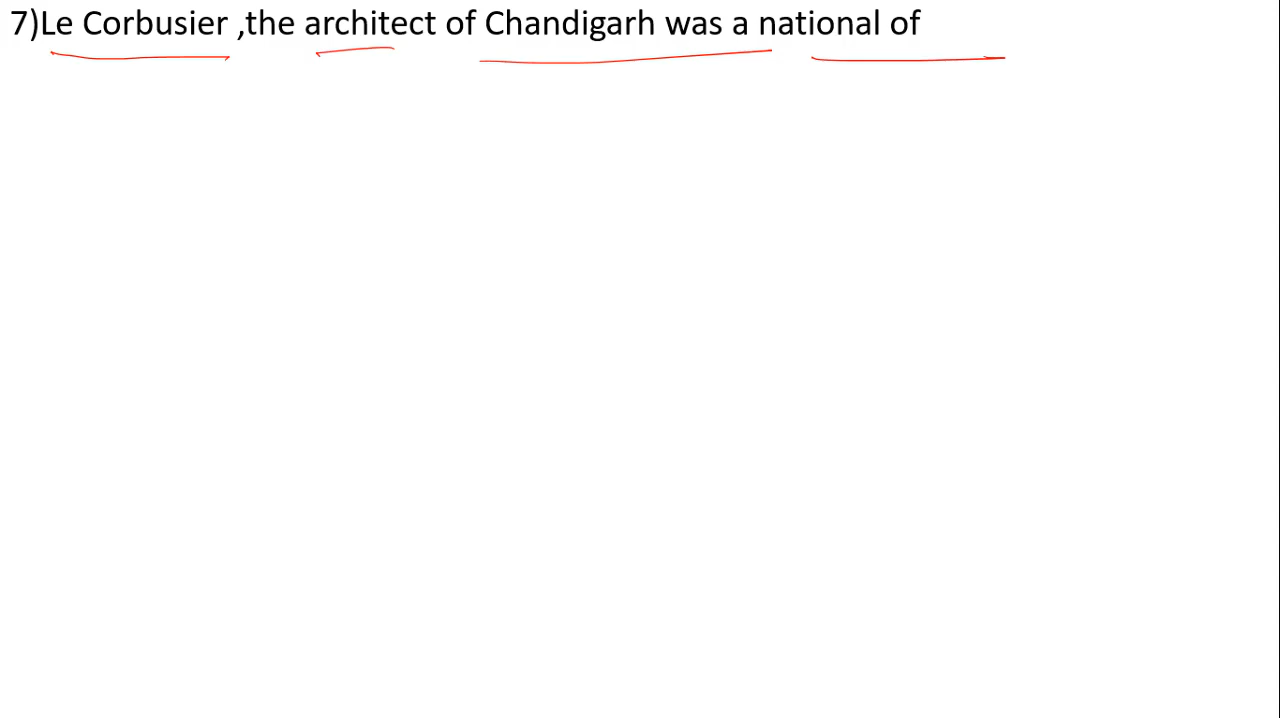 7)Le Corbusier ,the architect of Chandigarh was a national of